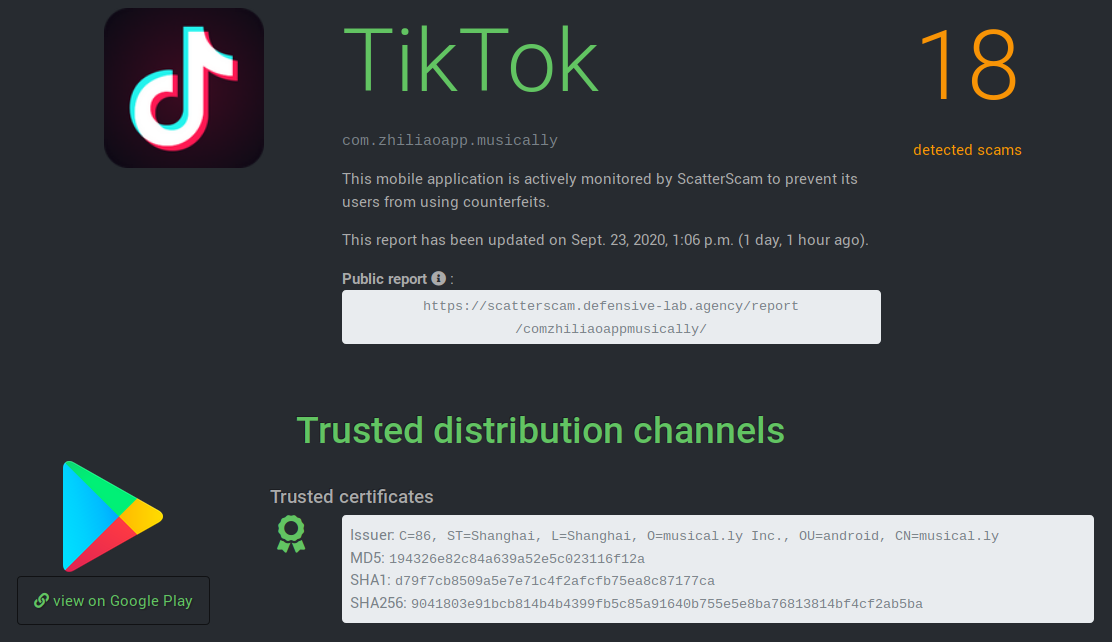 TikTok
18
com.zhiliaoapp.musically
detected scams
This mobile application is actively monitored by ScatterScam to prevent its
users from using counterfeits.
This report has been updated on Sept. 23, 2020, 1:06 p.m. (1 day, 1 hour ago).
Public report :
https://scatterscam.defensive-lab.agency/report
/comzhiliaoappmusically/
Trusted distribution channels
Trusted certificates
Issuer: C=86, ST=Shanghai, L=Shanghai, O=musical.ly Inc., OU=android, CN=musical.ly
MD5: 194326e82c84a639a52e5c023116f12a
SHA1: d79f7cb8509a5e7e71c4f2afcfb75ea8c87177ca
SHA256: 9041803e91bcb814b4b4399fb5c85a91640b755e5e8ba76813814bf4cf2ab5ba
view on Google Play